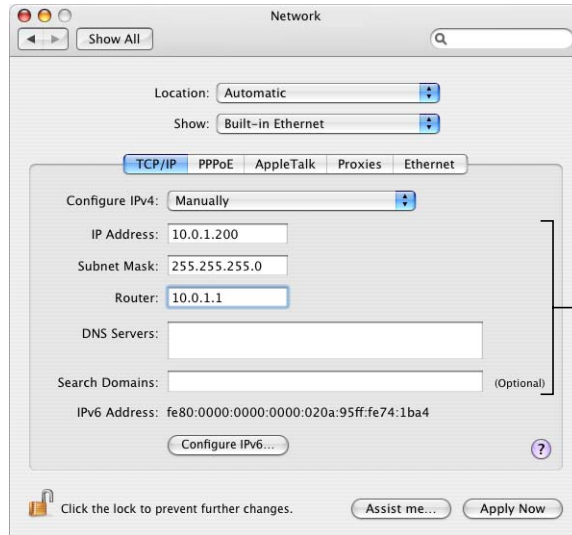 Network
Show All
Location: Automatic
Show: Built-in Ethernet
TCP/IP PPPoE AppleTalk Proxies Ethernet
Configure IPv4: Manually
IP Address: 10.0.1.200
Subnet Mask: 255.255.255.0
Router: 10.0.1.1
DNS Servers:
Search Domains: (Optional)
IPv6 Address: fe80:0000:0000:0000:020a:95ff:fe74:1ba4
Configure IPv6...
?
Click the lock to prevent further changes. Assist me... Apply Now